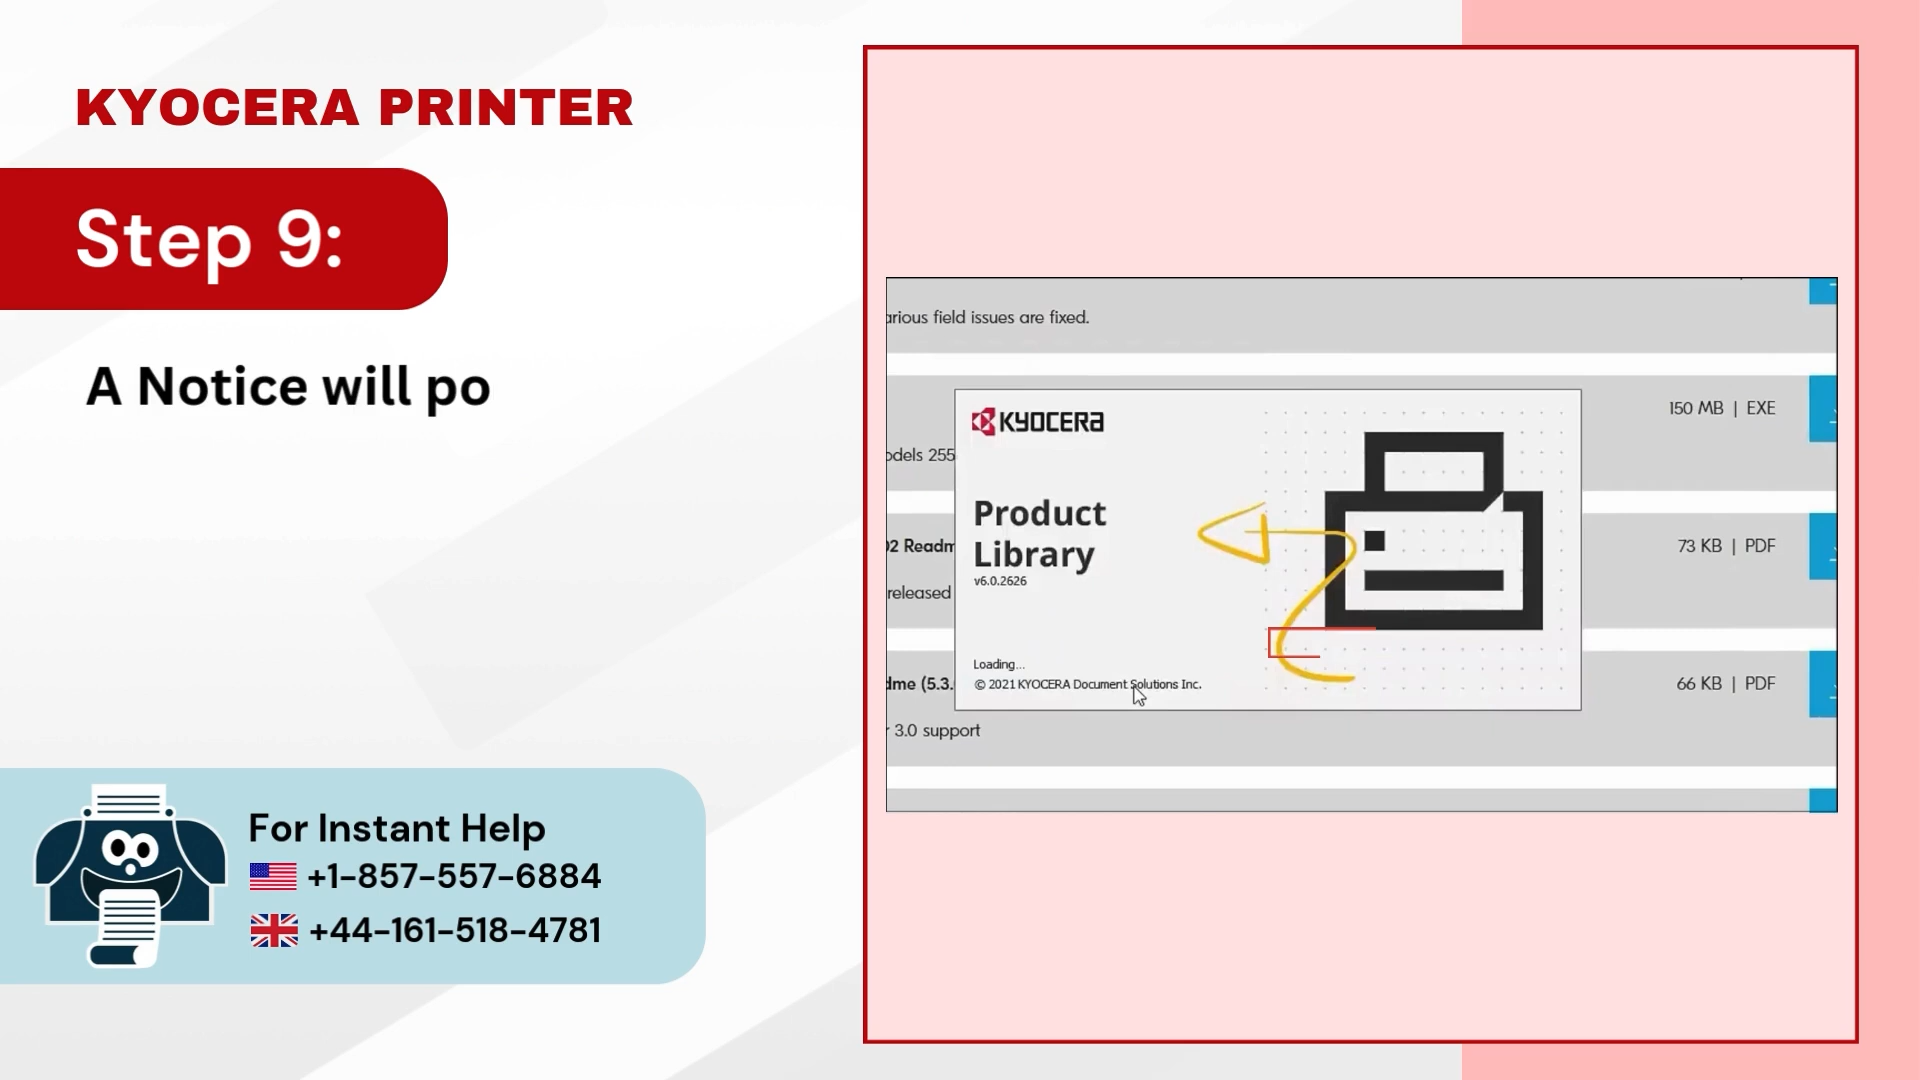 KYOCERA PRINTER
Step 9:
A Notice will po
For Instant Help
+1-857-557-6884
+44-161-518-4781
arious field issues are fixed.
150 MB | EXE
odels 255
02 Readm
73 KB | PDF
released
dme (5.3.
66 KB | PDF
3.0 support
KYOCERA
Product
Library
v6.0.2626
Loading...
© 2021 KYOCERA Document Solutions Inc.